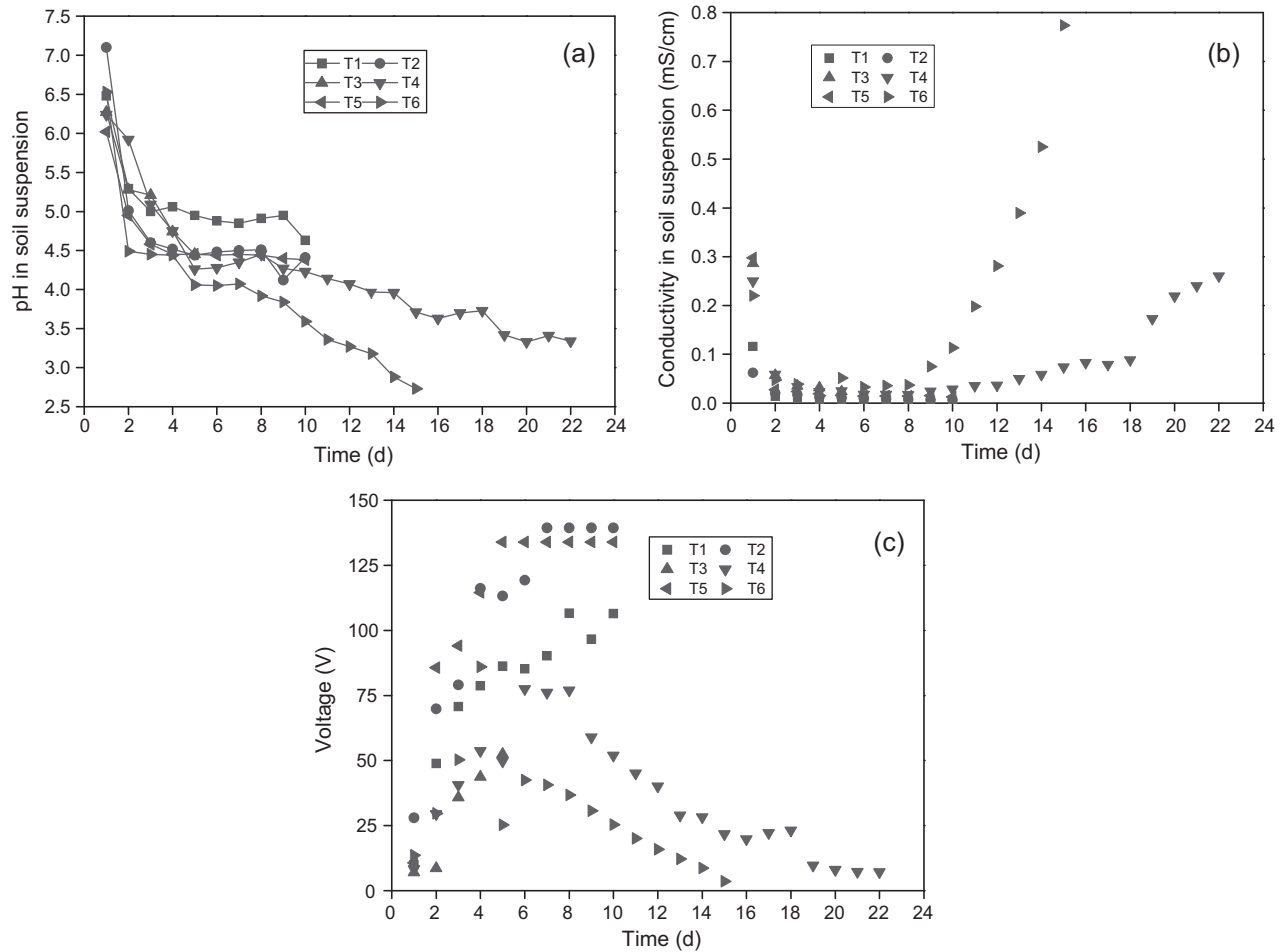 (a)
pH in soil suspension
7.5
7.0
6.5
6.0
5.5
5.0
4.5
4.0
3.5
3.0
2.5
T1 T2
T3 T4
T5 T6
0 2 4 6 8 10 12 14 16 18 20 22 24
Time (d)
(b)
Conductivity in soil suspension (mS/cm)
0.8
0.7
0.6
0.5
0.4
0.3
0.2
0.1
0.0
T1 T2
T3 T4
T5 T6
0 2 4 6 8 10 12 14 16 18 20 22 24
Time (d)
(c)
Voltage (V)
150
125
100
75
50
25
0
T1 T2
T3 T4
T5 T6
0 2 4 6 8 10 12 14 16 18 20 22 24
Time (d)